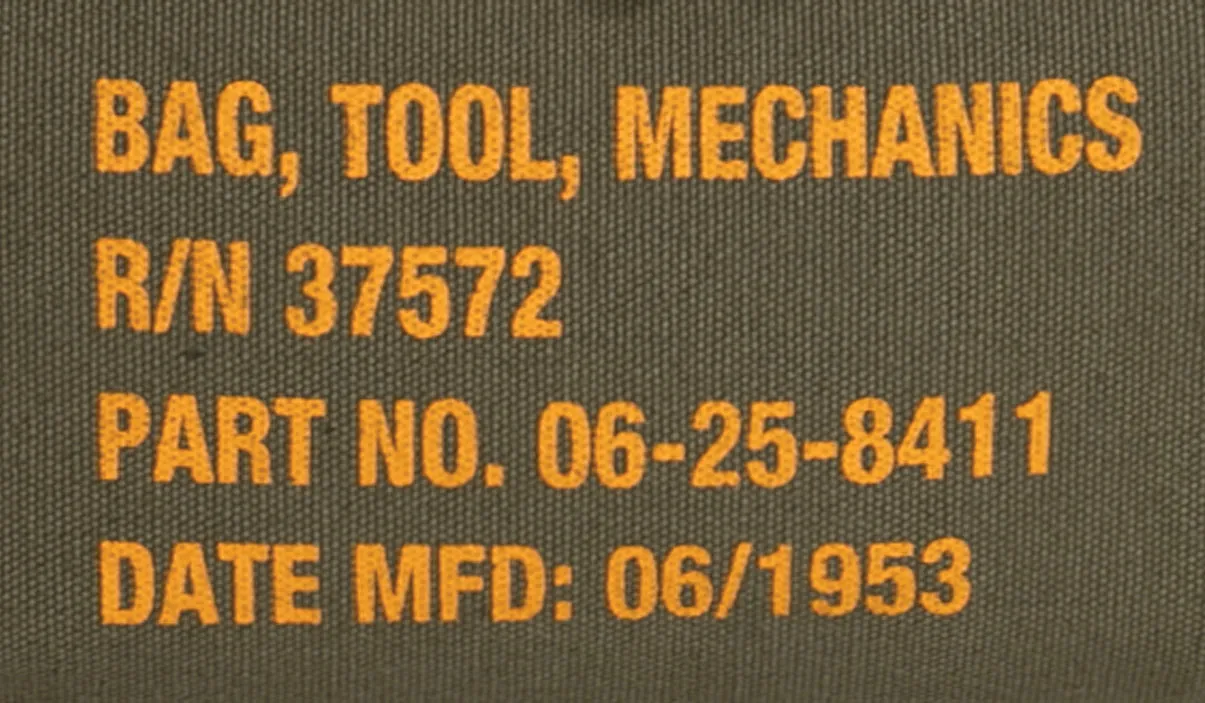 BAG, TOOL, MECHANICS
R/N 37572
PART NO. 06-25-8411
DATE MFD: 06/1953